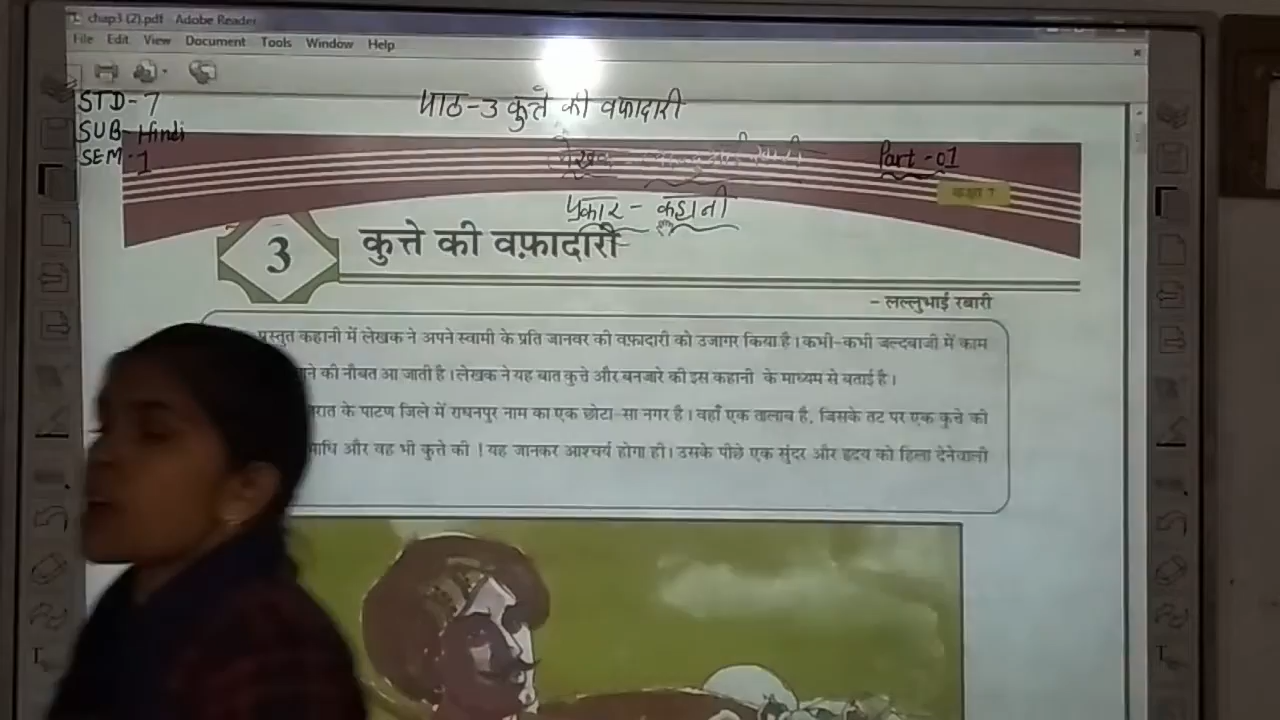 chap3 (2).pdf - Adobe Reader
File Edit View Document Tools Window Help
STD-7
SUB-Hindi
SEM-1
पाठ-3 कुत्ते की वफादारी
लेखक -
Part-01
कक्षा 7
प्रकार - कहानी
3
कुत्ते की वफ़ादारी
- लल्लुभाई रबारी
प्रस्तुत कहानी में लेखक ने अपने स्वामी के प्रति जानवर की वफ़ादारी को उजागर किया है। कभी-कभी जल्दबाजी में काम
की नौबत आ जाती है। लेखक ने यह बात कुत्ते और बनजारे की इस कहानी के माध्यम से बताई है।
के पाटण जिले में राधनपुर नाम का एक छोटा-सा नगर है। वहाँ एक तालाब है, जिसके तट पर एक कुत्ते की
और वह भी कुत्ते की ! यह जानकर आश्चर्य होगा ही। उसके पीछे एक सुंदर और हृदय को हिला देनेवाली